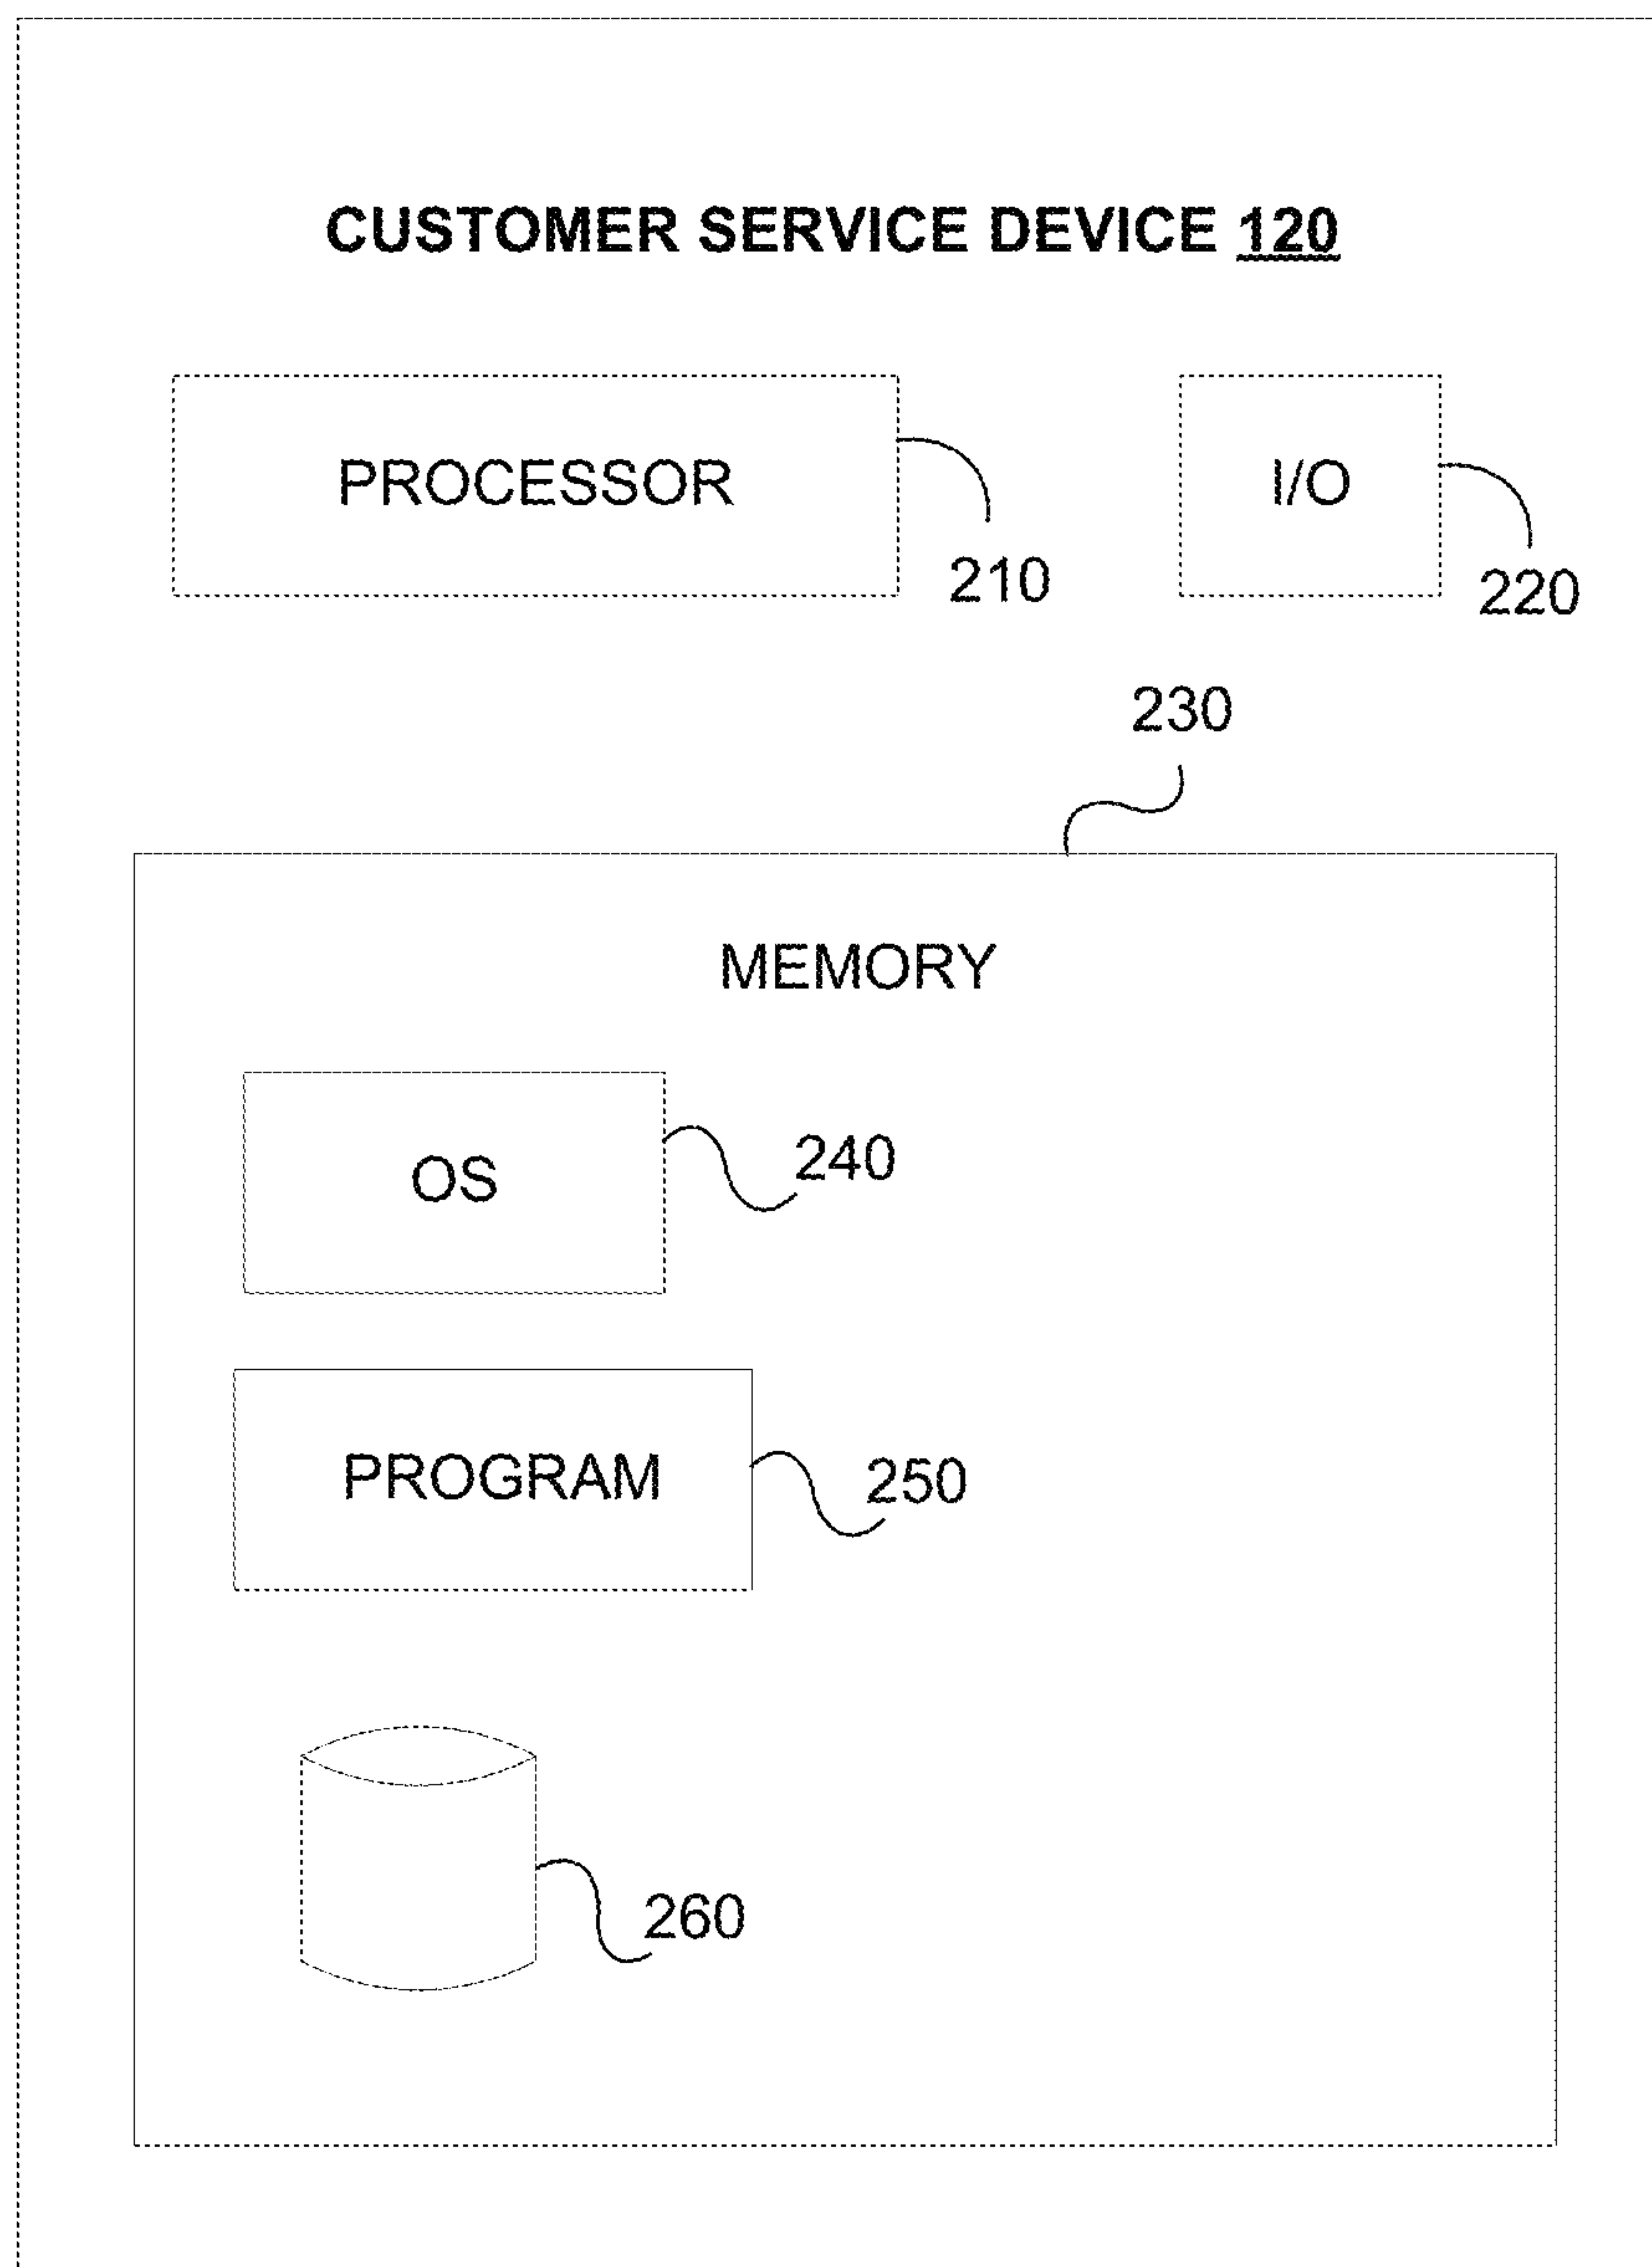 CUSTOMER SERVICE DEVICE 120
PROCESSOR
I/O
210
220
230
MEMORY
OS
240
PROGRAM
250
260